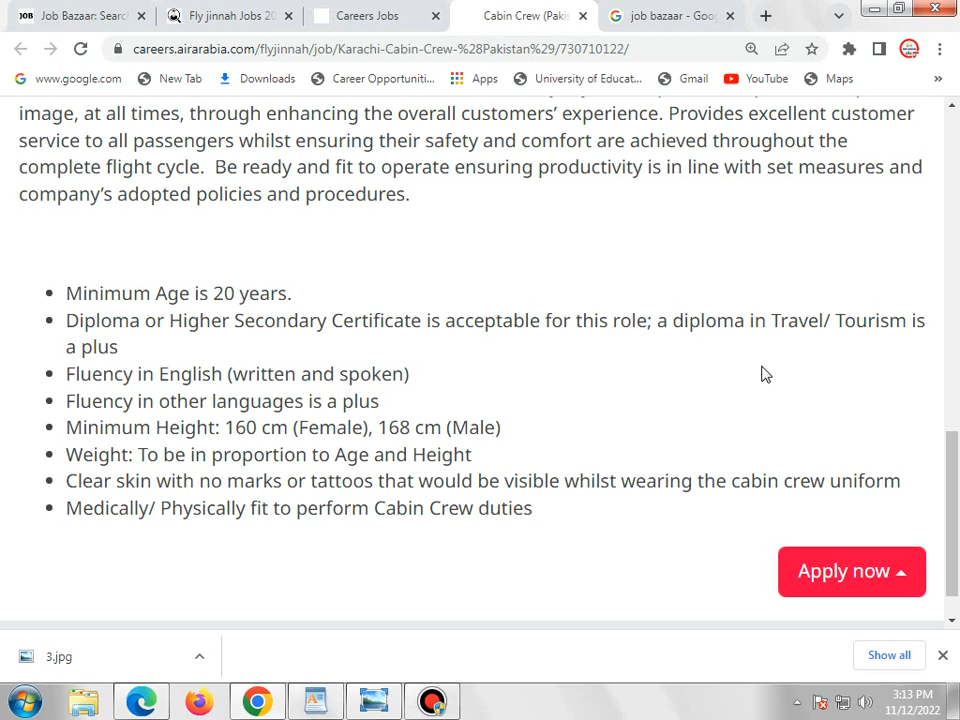 Job Bazaar: Searc
Fly jinnah Jobs 20
Careers Jobs
Cabin Crew (Pakis
job bazaar - Goog
careers.airarabia.com/flyjinnah/job/Karachi-Cabin-Crew-%28Pakistan%29/730710122/
www.google.com
New Tab
Downloads
Career Opportuniti...
Apps
University of Educat...
Gmail
YouTube
Maps
»
image, at all times, through enhancing the overall customers’ experience. Provides excellent customer
service to all passengers whilst ensuring their safety and comfort are achieved throughout the
complete flight cycle. Be ready and fit to operate ensuring productivity is in line with set measures and
company’s adopted policies and procedures.
• Minimum Age is 20 years.
• Diploma or Higher Secondary Certificate is acceptable for this role; a diploma in Travel/ Tourism is
a plus
• Fluency in English (written and spoken)
• Fluency in other languages is a plus
• Minimum Height: 160 cm (Female), 168 cm (Male)
• Weight: To be in proportion to Age and Height
• Clear skin with no marks or tattoos that would be visible whilst wearing the cabin crew uniform
• Medically/ Physically fit to perform Cabin Crew duties
Apply now
3.jpg
Show all
3:13 PM
11/12/2022